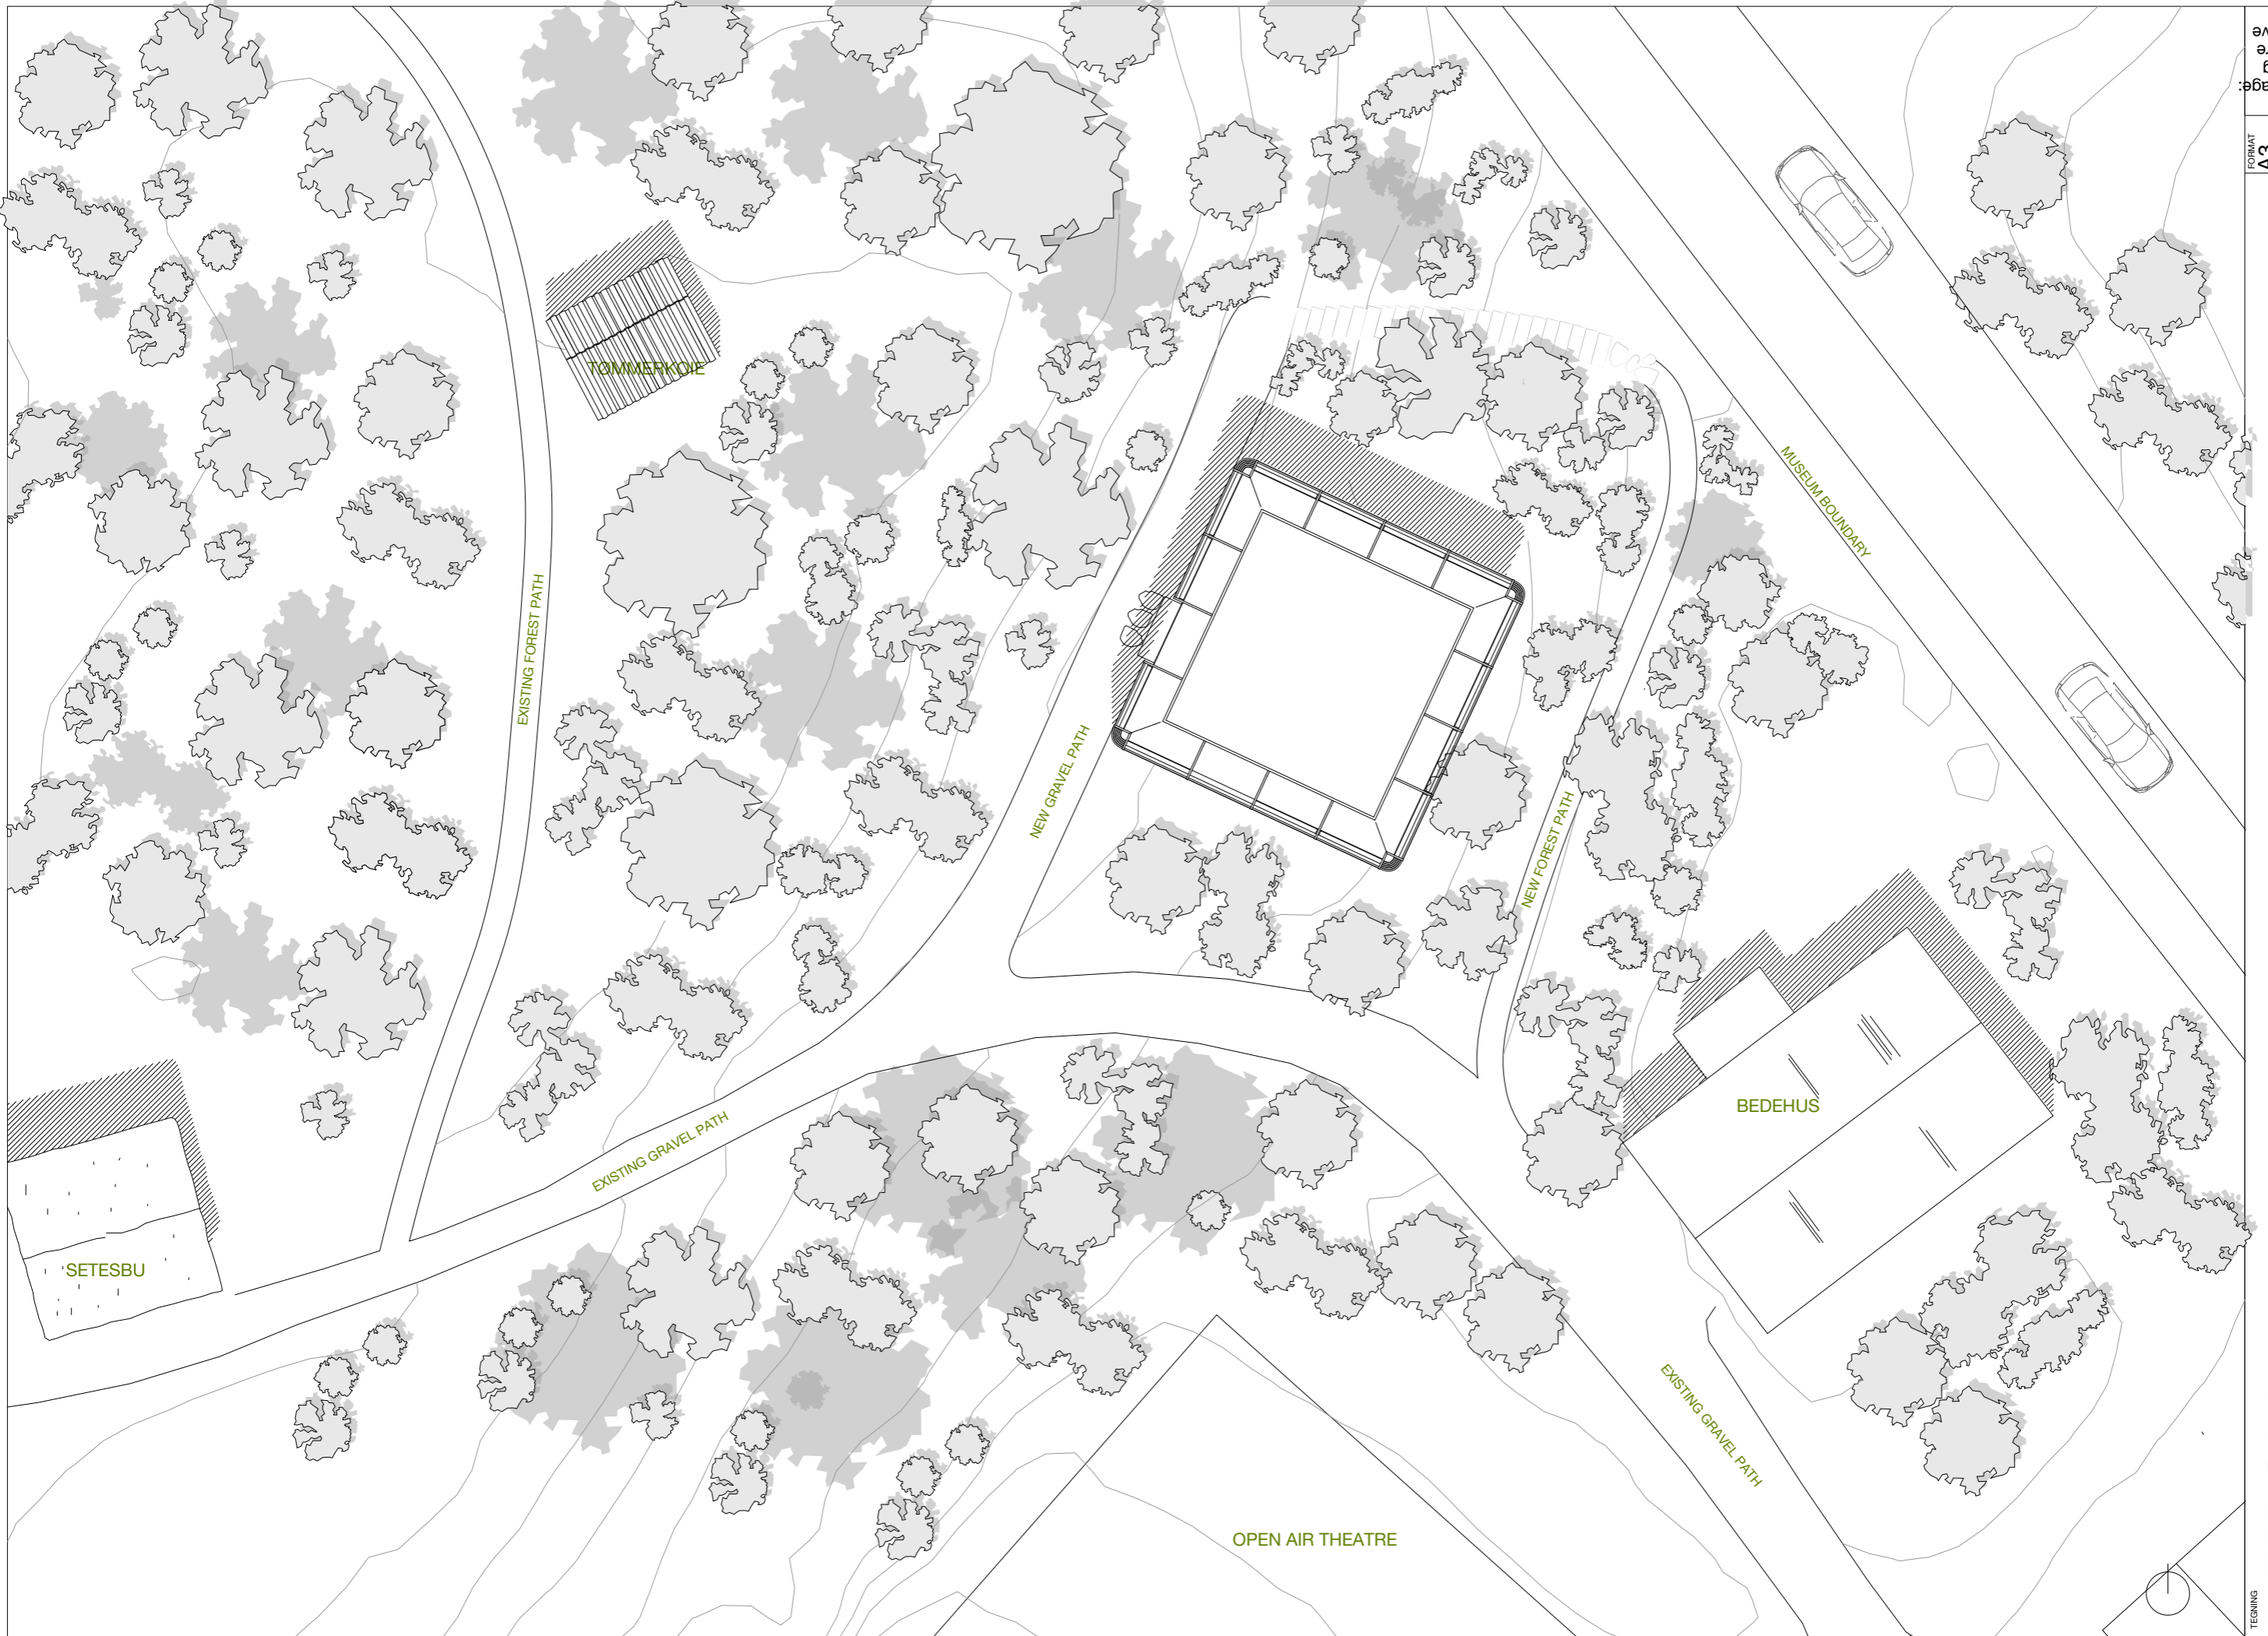 FORMAT
A3
TØMMERKOIE
MUSEUM BOUNDARY
EXISTING FOREST PATH
NEW GRAVEL PATH
NEW FOREST PATH
BEDEHUS
EXISTING GRAVEL PATH
SETESBU
EXISTING GRAVEL PATH
OPEN AIR THEATRE
TEGNING